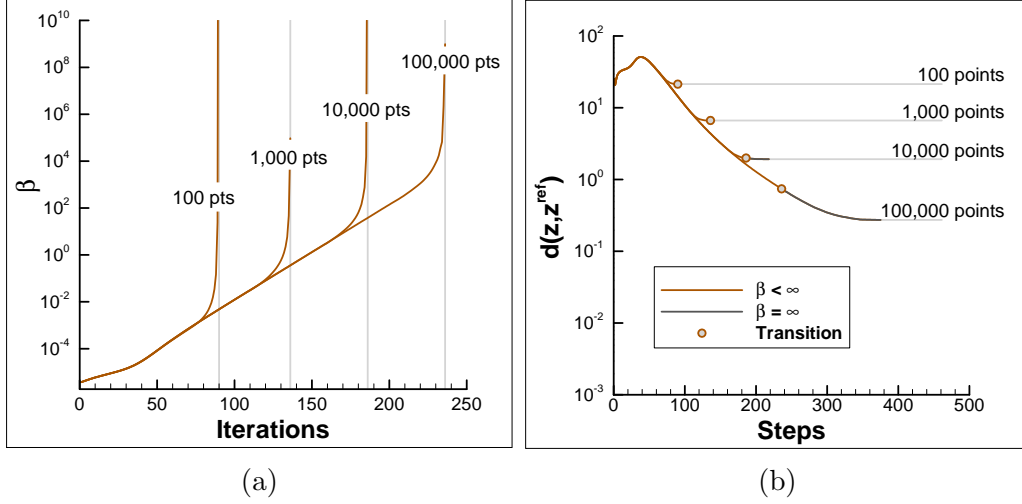 β
10^10
10^8
10^6
10^4
10^2
10^0
10^-2
10^-4
100 pts
1,000 pts
10,000 pts
100,000 pts
0 50 100 150 200 250
Iterations
(a)
d(z,z^ref)
10^2
10^1
10^0
10^-1
10^-2
10^-3
100 points
1,000 points
10,000 points
100,000 points
β < ∞
β = ∞
Transition
0 100 200 300 400 500
Steps
(b)